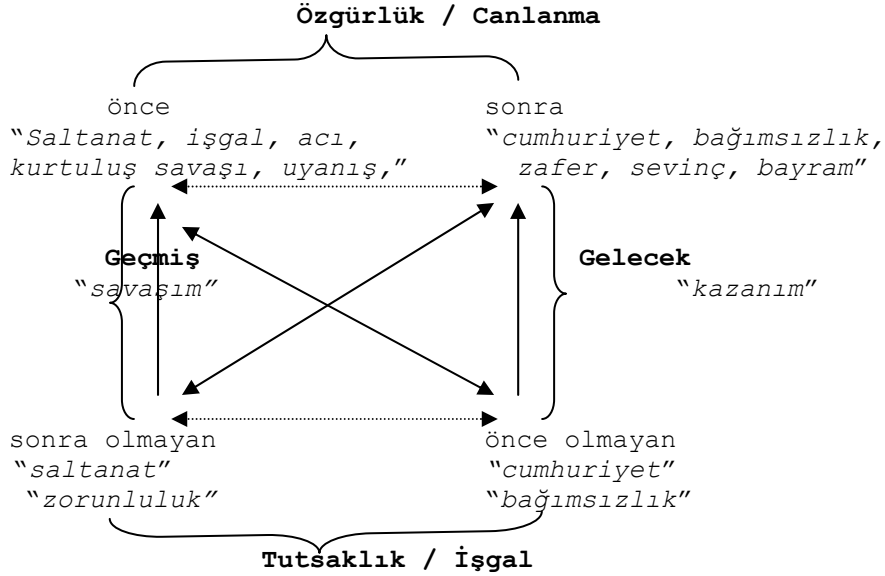 Özgürlük / Canlanma
önce sonra
“Saltanat, işgal, acı, “cumhuriyet, bağımsızlık,
kurtuluş savaşı, uyanış,” zafer, sevinç, bayram”
Geçmiş Gelecek
“savaşım” “kazanım”
sonra olmayan önce olmayan
“saltanat” “cumhuriyet”
“zorunluluk” “bağımsızlık”
Tutsaklık / İşgal